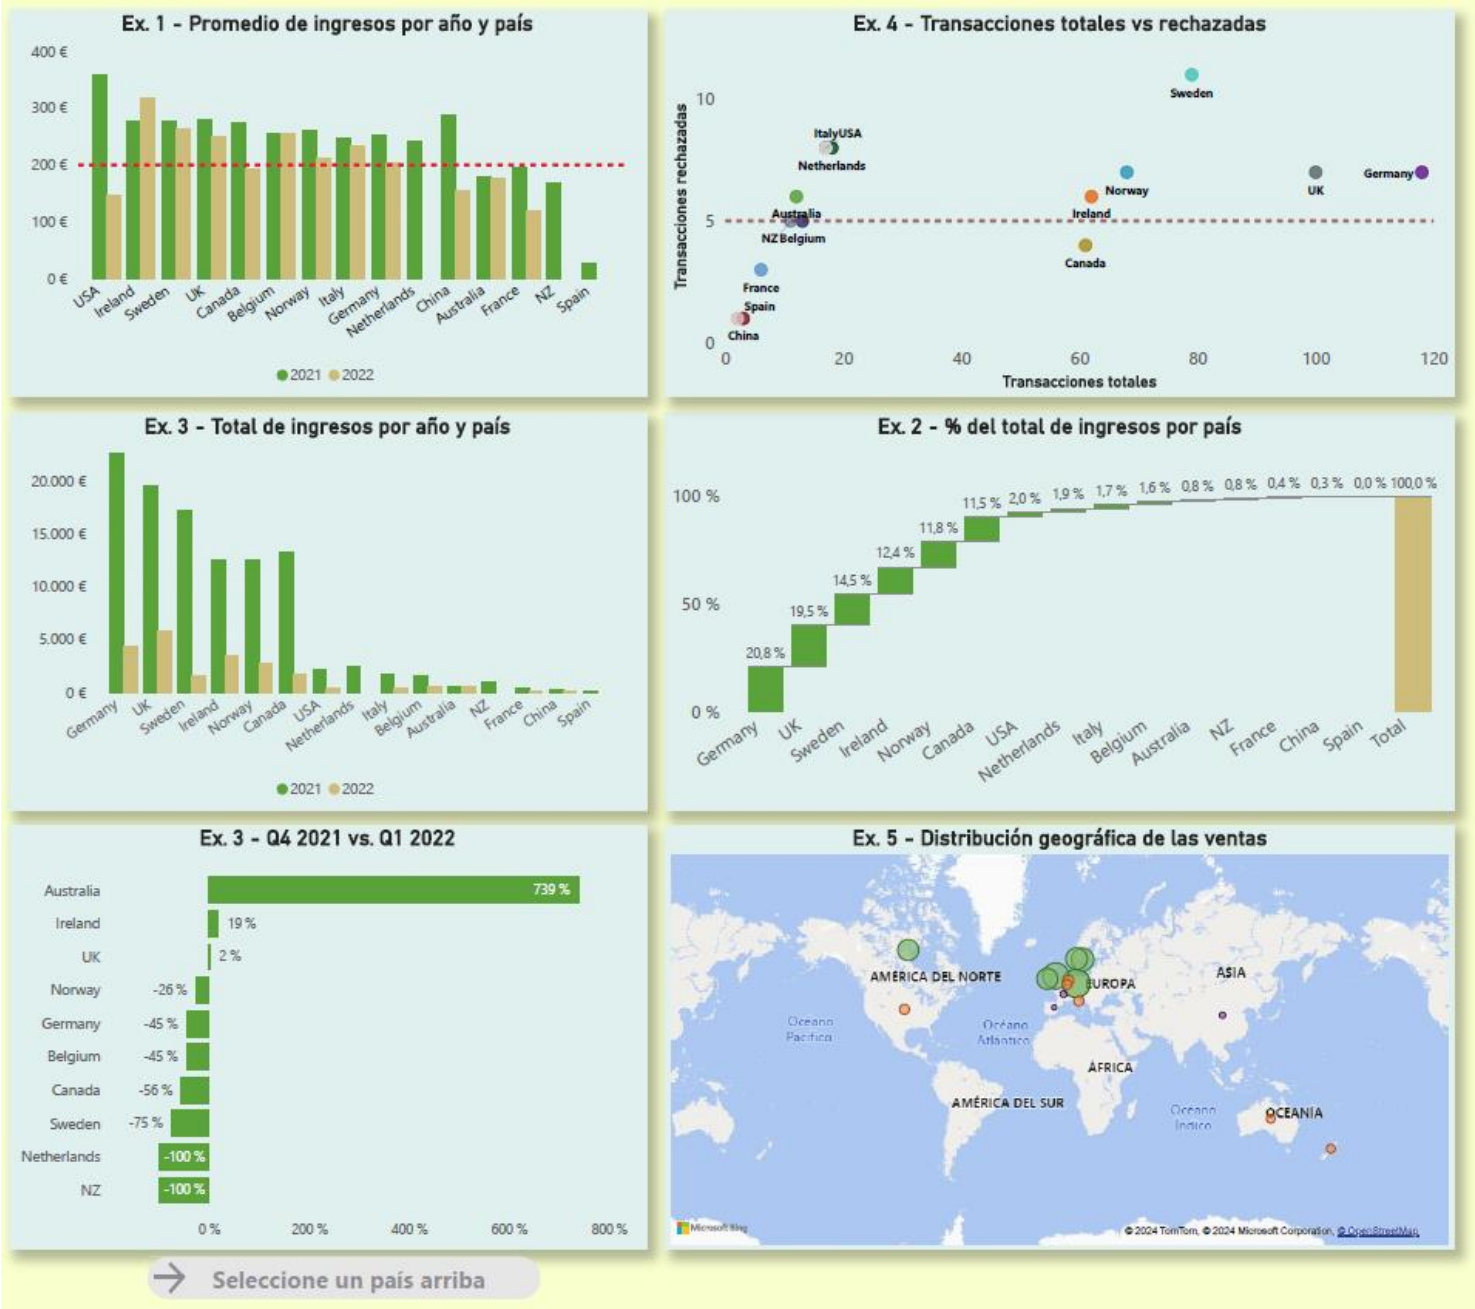 Ex. 1 - Promedio de ingresos por año y país
400 €
300 €
200 €
100 €
0 €
USA
Ireland
Sweden
UK
Canada
Belgium
Norway
Italy
Germany
Netherlands
China
Australia
France
NZ
Spain
2021 2022
Ex. 4 - Transacciones totales vs rechazadas
Transacciones rechazadas
10
5
0
Sweden
ItalyUSA
Netherlands
Norway
UK
Germany
Australia
Ireland
NZBelgium
Canada
France
Spain
China
0 20 40 60 80 100 120
Transacciones totales
Ex. 3 - Total de ingresos por año y país
20.000 €
15.000 €
10.000 €
5.000 €
0 €
Germany
UK
Sweden
Ireland
Norway
Canada
USA
Netherlands
Italy
Belgium
Australia
NZ
France
China
Spain
2021 2022
Ex. 2 - % del total de ingresos por país
100 %
50 %
0 %
20,8 %
19,5 %
14,5 %
12,4 %
11,8 %
11,5 %
2,0 %
1,9 %
1,7 %
1,6 %
0,8 %
0,8 %
0,4 %
0,3 %
0,0 %
100,0 %
Germany
UK
Sweden
Ireland
Norway
Canada
USA
Netherlands
Italy
Belgium
Australia
NZ
France
China
Spain
Total
Ex. 3 - Q4 2021 vs. Q1 2022
Australia 739 %
Ireland 19 %
UK 2 %
Norway -26 %
Germany -45 %
Belgium -45 %
Canada -56 %
Sweden -75 %
Netherlands -100 %
NZ -100 %
0 % 200 % 400 % 600 % 800 %
Ex. 5 - Distribución geográfica de las ventas
AMÉRICA DEL NORTE
EUROPA
ASIA
Océano
Pacífico
Océano
Atlántico
ÁFRICA
AMÉRICA DEL SUR
Océano
Índico
OCEANÍA
Microsoft Bing
© 2024 TomTom, © 2024 Microsoft Corporation, © OpenStreetMap
Seleccione un país arriba